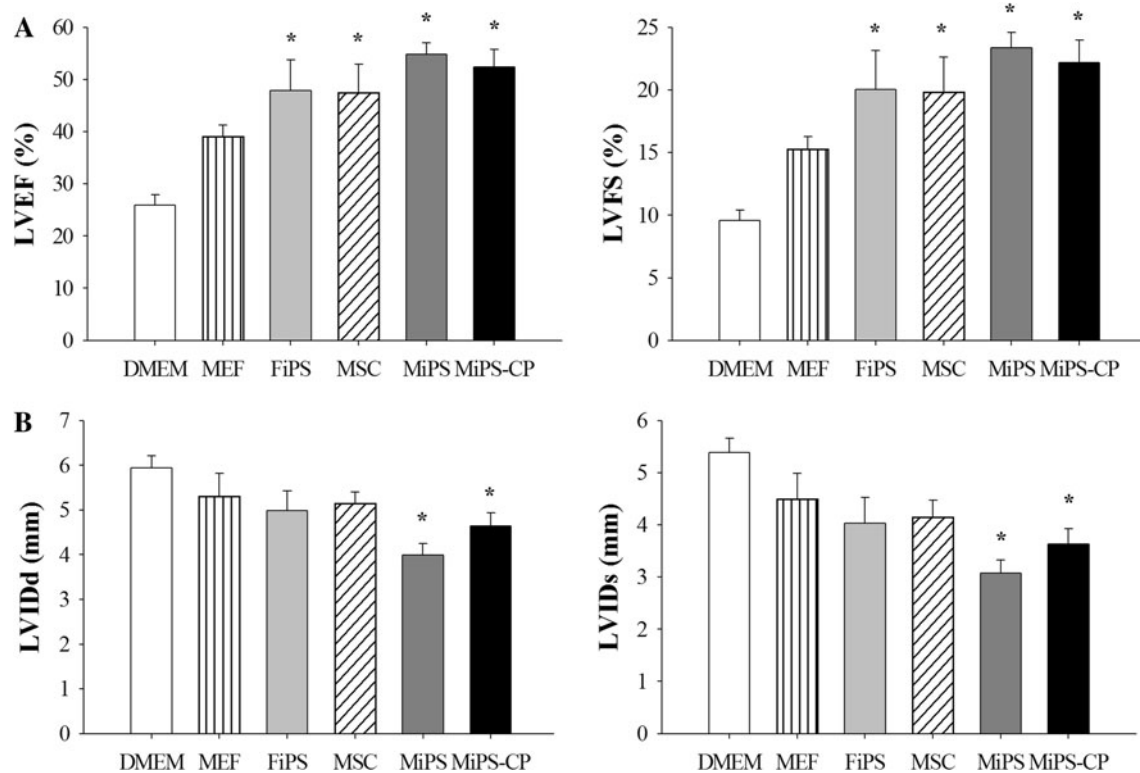 A
LVEF (%)
60
50
40
30
20
10
0
* * * *
DMEM MEF FiPS MSC MiPS MiPS-CP
LVFS (%)
25
20
15
10
5
0
* * * *
DMEM MEF FiPS MSC MiPS MiPS-CP
B
LVIDd (mm)
7
6
5
4
3
2
1
0
* *
DMEM MEF FiPS MSC MiPS MiPS-CP
LVIDs (mm)
6
5
4
3
2
1
0
* *
DMEM MEF FiPS MSC MiPS MiPS-CP